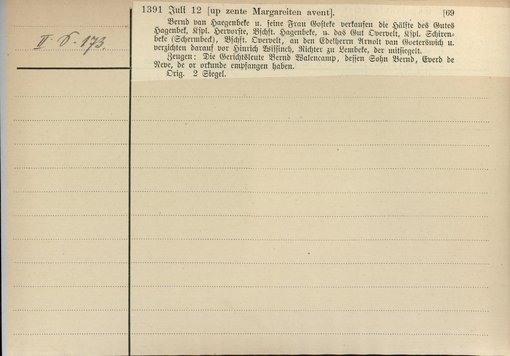 II. S. 173
1391 Juli 12 [up zente Margareiten avent]. [69
Bernd van Haegenbeke u. seine Frau Gosteke verkaufen die Hälfte des Gutes
Hagenbek, Kspl. Hervorste, Bschft. Hagenbeke, u. das Gut Overvelt, Kspl. Schiren-
beke (Schermbeck), Bschft. Overvelt, an den Edelherrn Arnolt van Goeterswich u.
verzichten darauf vor Hinrich Wissinch, Richter zu Lembeke, der mitsiegelt.
Zeugen: Die Gerichtsleute Bernd Walencamp, dessen Sohn Bernd, Everd de
Reve, de or orkunde empfangen haben.
Orig. 2 Siegel.